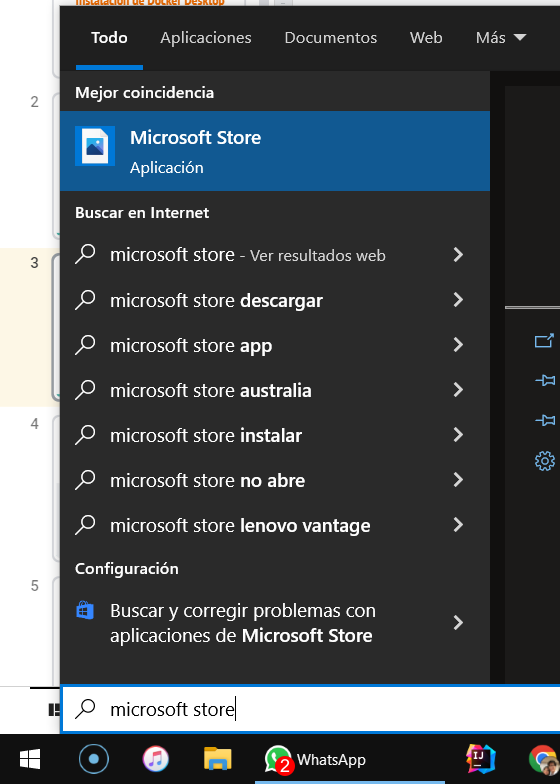 Instalación de Docker Desktop
Todo Aplicaciones Documentos Web Más
Mejor coincidencia
2
Microsoft Store
Aplicación
Buscar en Internet
3
microsoft store - Ver resultados web
microsoft store descargar
microsoft store app
microsoft store australia
4
microsoft store instalar
microsoft store no abre
microsoft store lenovo vantage
Configuración
5
Buscar y corregir problemas con
aplicaciones de Microsoft Store
microsoft store
2 WhatsApp
IJ